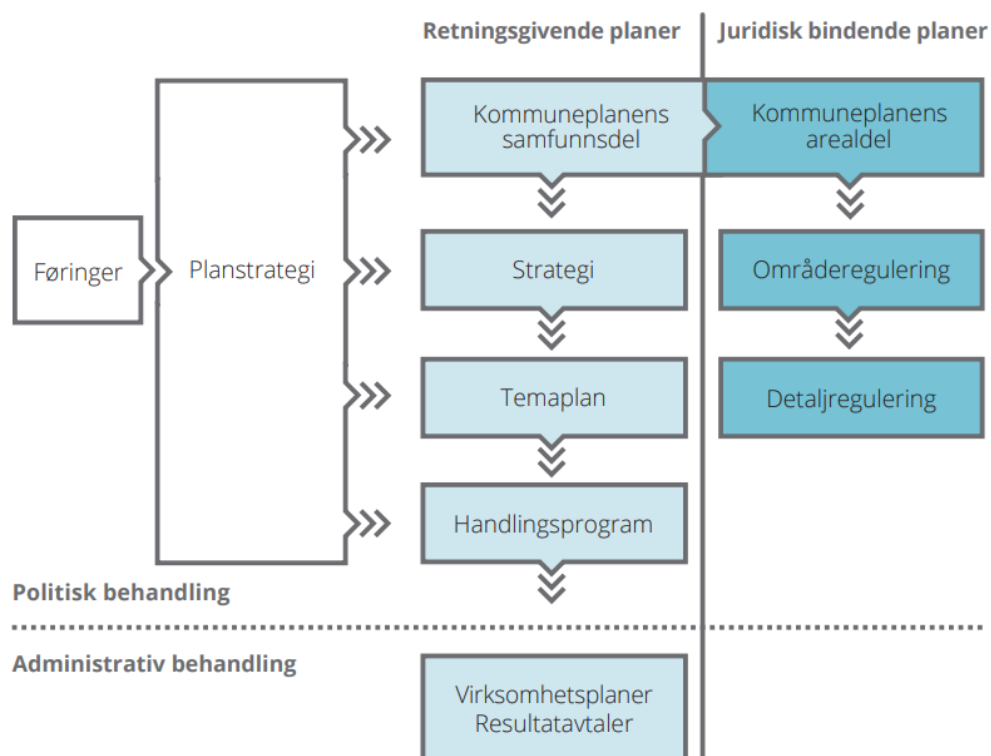 Retningsgivende planer
Juridisk bindende planer
Kommuneplanens
samfunnsdel
Kommuneplanens
arealdel
Føringer
Planstrategi
Strategi
Områderegulering
Temaplan
Detaljregulering
Handlingsprogram
Politisk behandling
Administrativ behandling
Virksomhetsplaner
Resultatavtaler